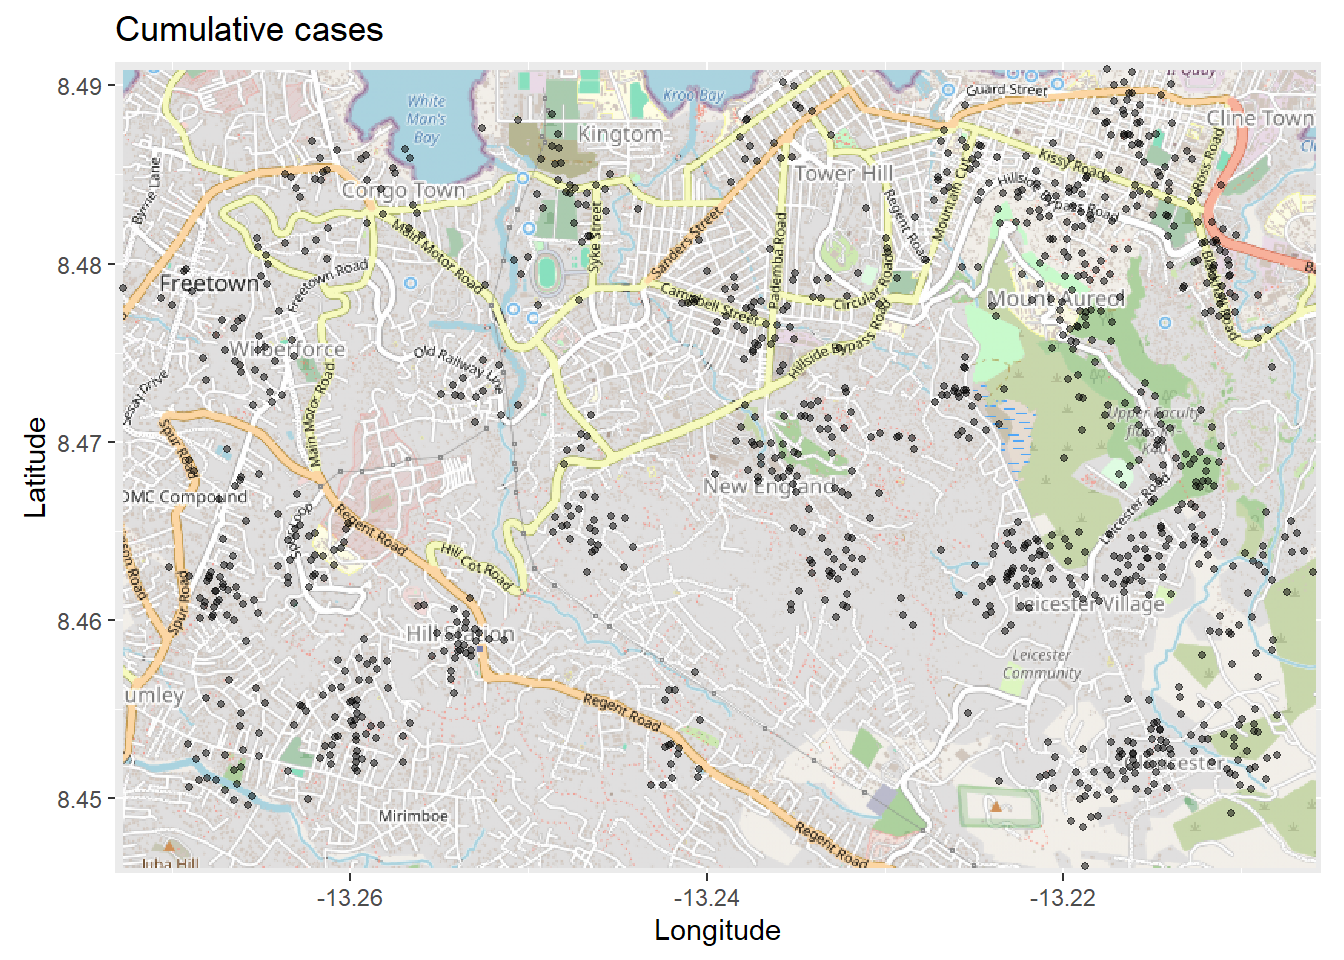 Cumulative cases
8.49
8.48
8.47
8.46
8.45
Latitude
White
Man's
Bay
Kroo Bay
Guard Street
Cline Town
Kingtom
Tower Hill
Kissy Road
Ross Road
Byrne Lane
Congo Town
Mountain Cut
Bypass Road
Regent Road
Main Motor Road
Syke Street
Sanders Street
Pademba Road
Freetown
Freetown Road
Campbell Street
Circular Road
Mount Aureol
Wilberforce
Old Railway Line
Hillside Bypass Road
Main Motor Road
Upper Faculty
Spur Road
New England
OMC Compound
Regent Road
Leicester Road
Hill Cot Road
Spur Road
Leicester Village
Hill Station
Leicester
Community
umley
Regent Road
Leicester
Mirimboe
Regent Road
Juba Hill
-13.26
-13.24
-13.22
Longitude